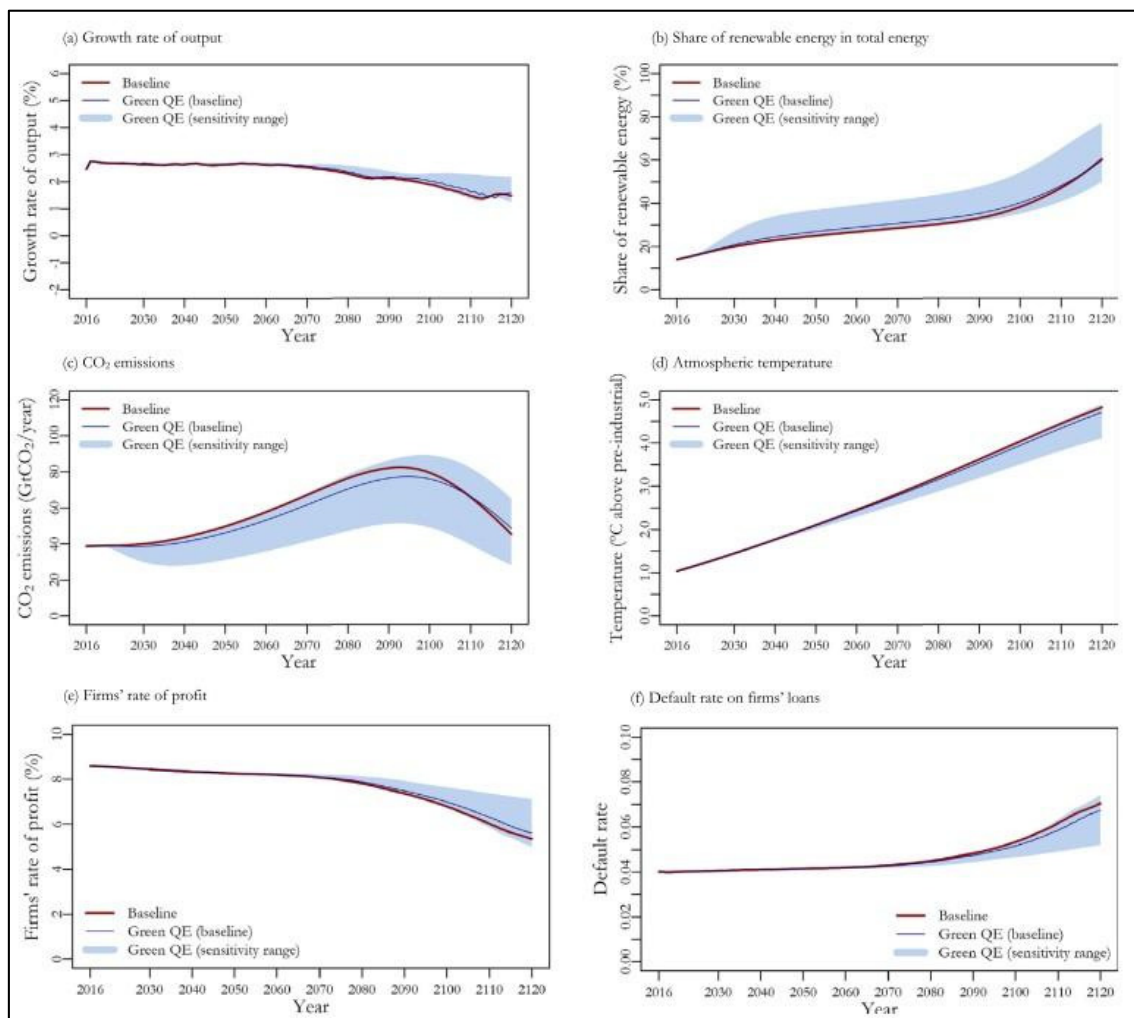 (a) Growth rate of output
Growth rate of output (%)
6
5
4
3
2
1
0
-1
-2
Baseline
Green QE (baseline)
Green QE (sensitivity range)
2016 2030 2040 2050 2060 2070 2080 2090 2100 2110 2120
Year
(b) Share of renewable energy in total energy
Share of renewable energy (%)
100
80
60
40
20
0
Baseline
Green QE (baseline)
Green QE (sensitivity range)
2016 2030 2040 2050 2060 2070 2080 2090 2100 2110 2120
Year
(c) CO₂ emissions
CO₂ emissions (GtCO₂/year)
120
100
80
60
40
20
0
Baseline
Green QE (baseline)
Green QE (sensitivity range)
2016 2030 2040 2050 2060 2070 2080 2090 2100 2110 2120
Year
(d) Atmospheric temperature
Temperature (°C above pre-industrial)
5.0
4.0
3.0
2.0
1.0
0.0
Baseline
Green QE (baseline)
Green QE (sensitivity range)
2016 2030 2040 2050 2060 2070 2080 2090 2100 2110 2120
Year
(e) Firms' rate of profit
Firms' rate of profit (%)
10
8
6
4
2
0
Baseline
Green QE (baseline)
Green QE (sensitivity range)
2016 2030 2040 2050 2060 2070 2080 2090 2100 2110 2120
Year
(f) Default rate on firms' loans
Default rate
0.10
0.08
0.06
0.04
0.02
0.00
Baseline
Green QE (baseline)
Green QE (sensitivity range)
2016 2030 2040 2050 2060 2070 2080 2090 2100 2110 2120
Year